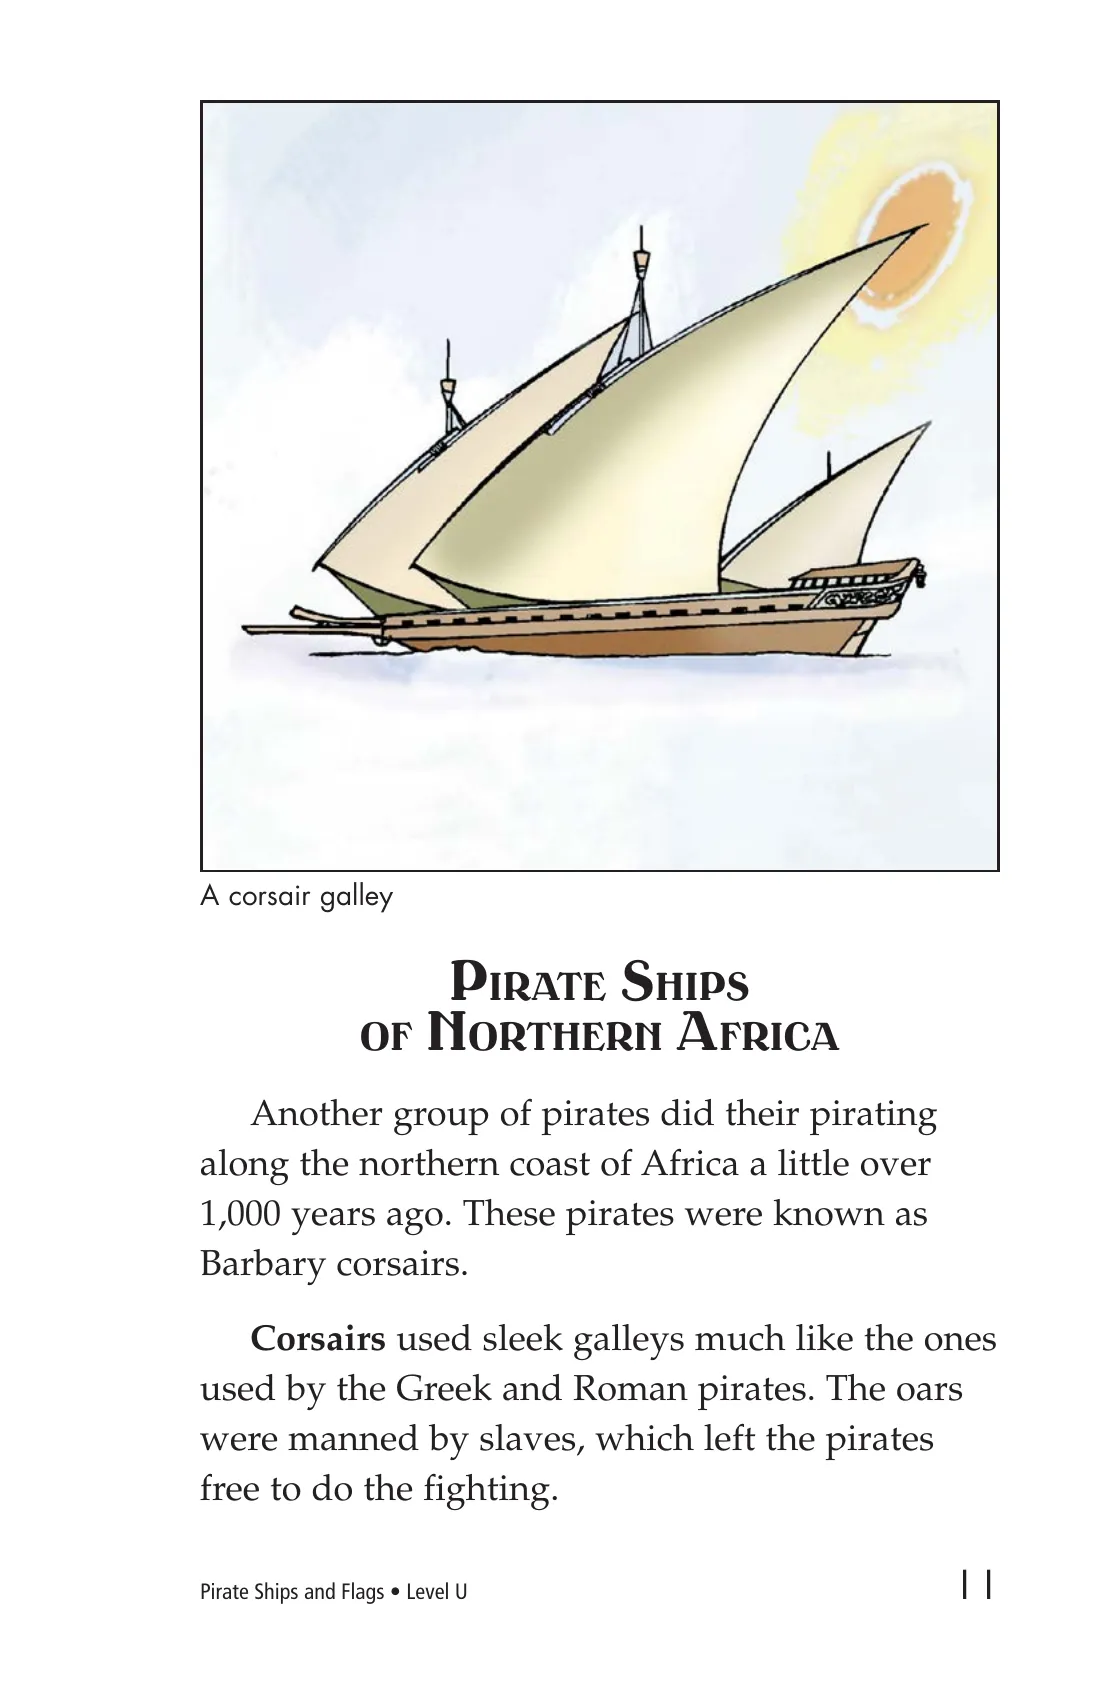 A corsair galley
Pirate Ships
of Northern Africa
Another group of pirates did their pirating
along the northern coast of Africa a little over
1,000 years ago. These pirates were known as
Barbary corsairs.
Corsairs used sleek galleys much like the ones
used by the Greek and Roman pirates. The oars
were manned by slaves, which left the pirates
free to do the fighting.
Pirate Ships and Flags • Level U
11